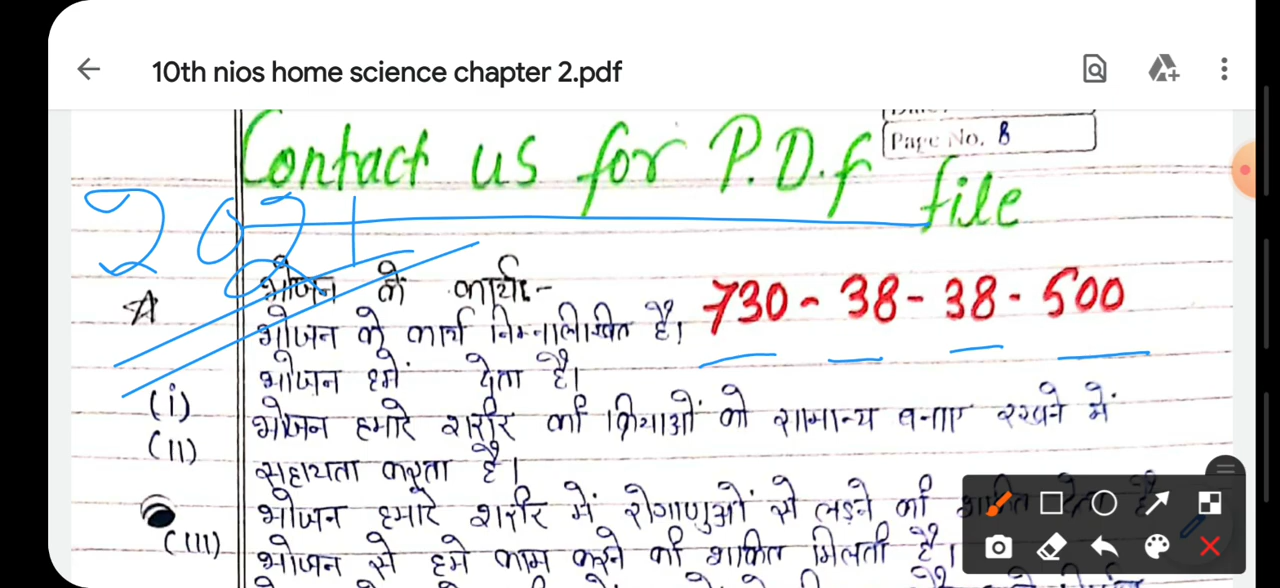 10th nios home science chapter 2.pdf
Page No. 8
Contact us for P.D.f file
2021
भोजन के कार्य:-
730 - 38 - 38 - 500
भोजन के कार्य निम्नलिखित है।
(i) भोजन हमें देता है।
(II) भोजन हमारे शरीर की क्रियाओं को सामान्य बनाए रखने में
सहायता करता है।
(III) भोजन हमारे शरीर में रोगाणुओं से लड़ने की शक्ति देता है
भोजन से हमे काम करने की शक्ति मिलती है।